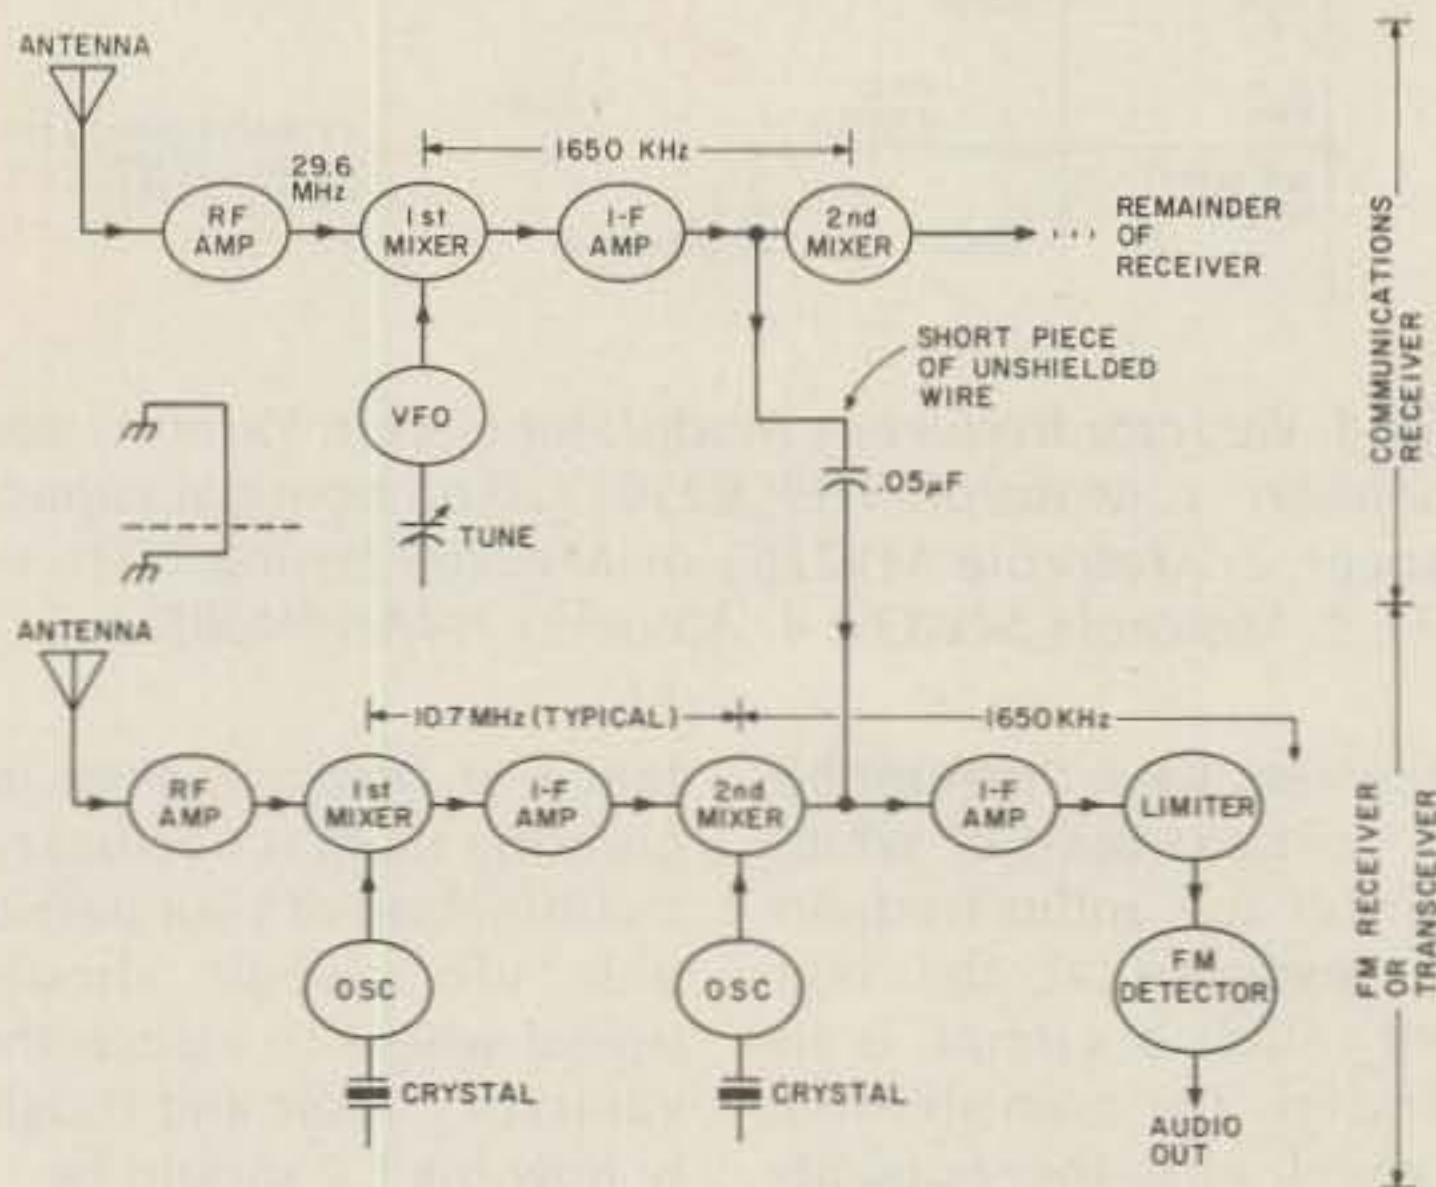 ANTENNA
1650 KHz
29.6
MHz
RF
AMP
1st
MIXER
I-F
AMP
2nd
MIXER
REMAINDER
OF
RECEIVER
...
VFO
TUNE
SHORT PIECE
OF UNSHIELDED
WIRE
.05µF
COMMUNICATIONS
RECEIVER
ANTENNA
10.7 MHz (TYPICAL)
1650 KHz
RF
AMP
1st
MIXER
I-F
AMP
2nd
MIXER
I-F
AMP
LIMITER
OSC
OSC
FM
DETECTOR
CRYSTAL
CRYSTAL
AUDIO
OUT
FM RECEIVER
OR
TRANSCEIVER